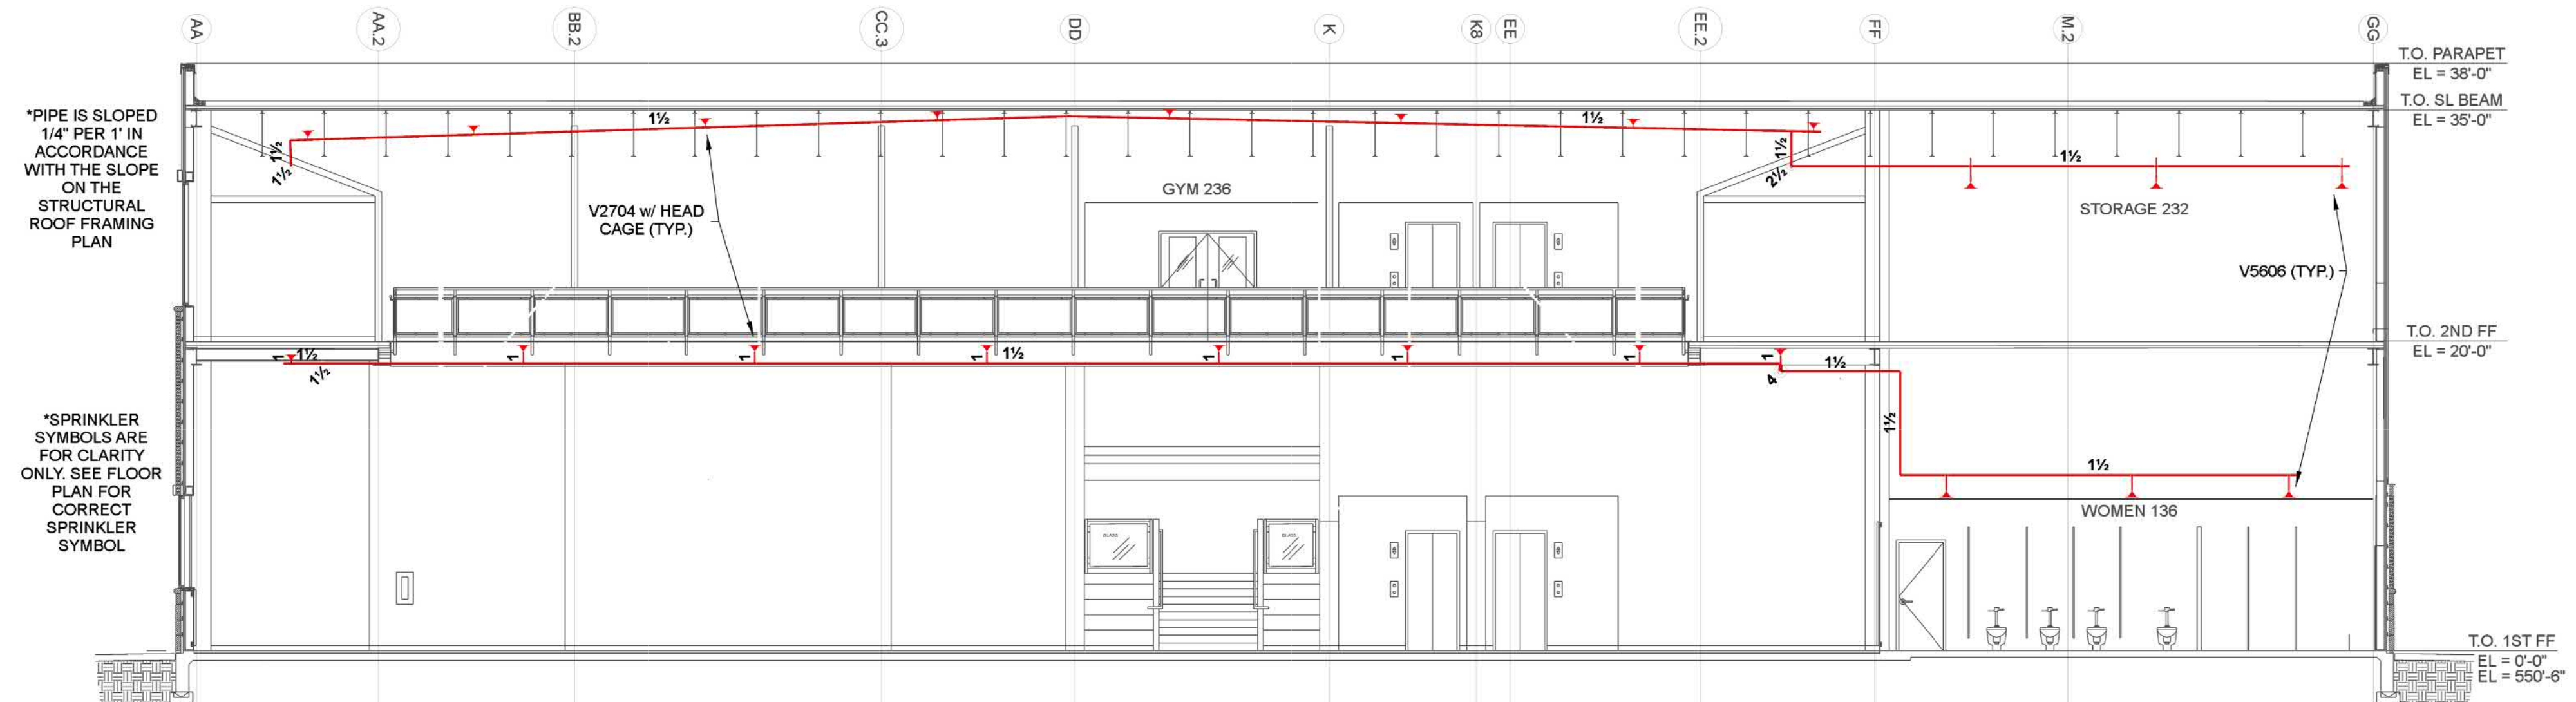 AA
AA.2
BB.2
CC.3
DD
K
K8
EE
EE.2
FF
M.2
GG
T.O. PARAPET
EL = 38'-0"
T.O. SL BEAM
EL = 35'-0"
*PIPE IS SLOPED
1/4" PER 1' IN
ACCORDANCE
WITH THE SLOPE
ON THE
STRUCTURAL
ROOF FRAMING
PLAN
1½
1½
1½
1½
1½
2½
1½
GYM 236
V2704 w/ HEAD
CAGE (TYP.)
STORAGE 232
V5606 (TYP.)
T.O. 2ND FF
EL = 20'-0"
1
1½
1½
1
1
1
1½
1
1
1
1
4
1½
1½
1½
*SPRINKLER
SYMBOLS ARE
FOR CLARITY
ONLY. SEE FLOOR
PLAN FOR
CORRECT
SPRINKLER
SYMBOL
WOMEN 136
GLASS
GLASS
T.O. 1ST FF
EL = 0'-0"
EL = 550'-6"